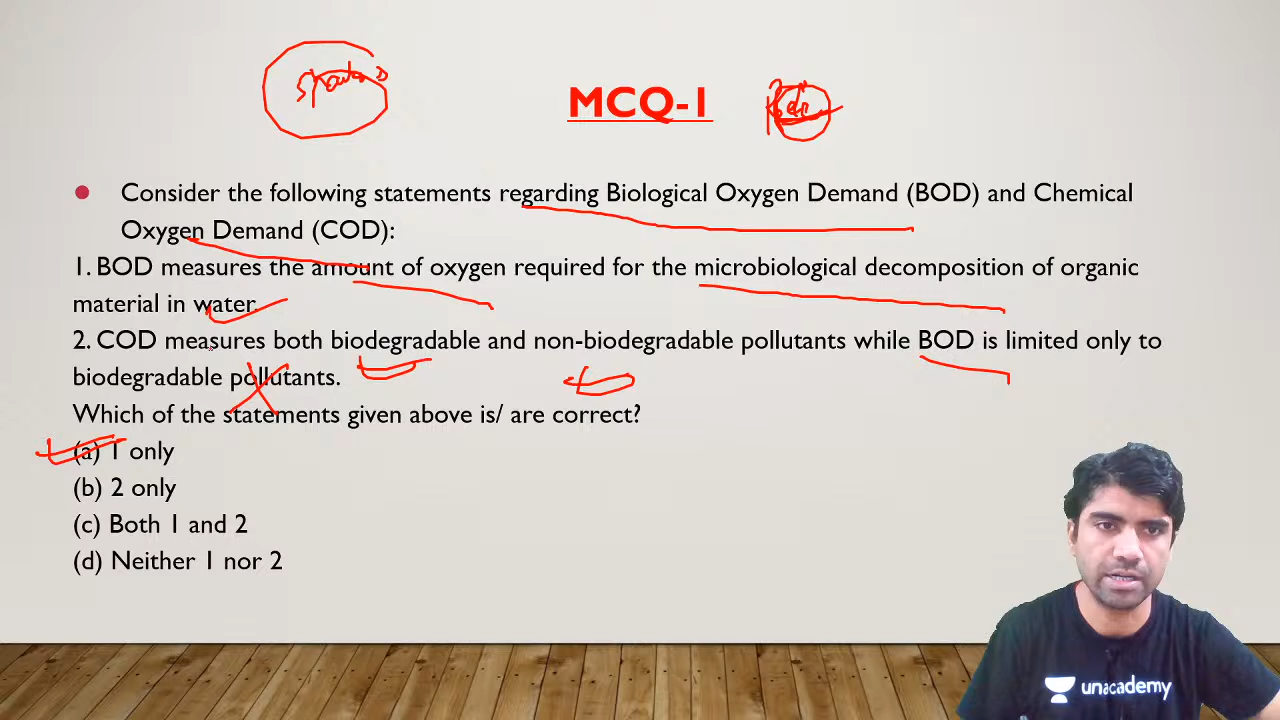 MCQ-1
Consider the following statements regarding Biological Oxygen Demand (BOD) and Chemical
Oxygen Demand (COD):
1. BOD measures the amount of oxygen required for the microbiological decomposition of organic
material in water.
2. COD measures both biodegradable and non-biodegradable pollutants while BOD is limited only to
biodegradable pollutants.
Which of the statements given above is/ are correct?
(a) 1 only
(b) 2 only
(c) Both 1 and 2
(d) Neither 1 nor 2
unacademy